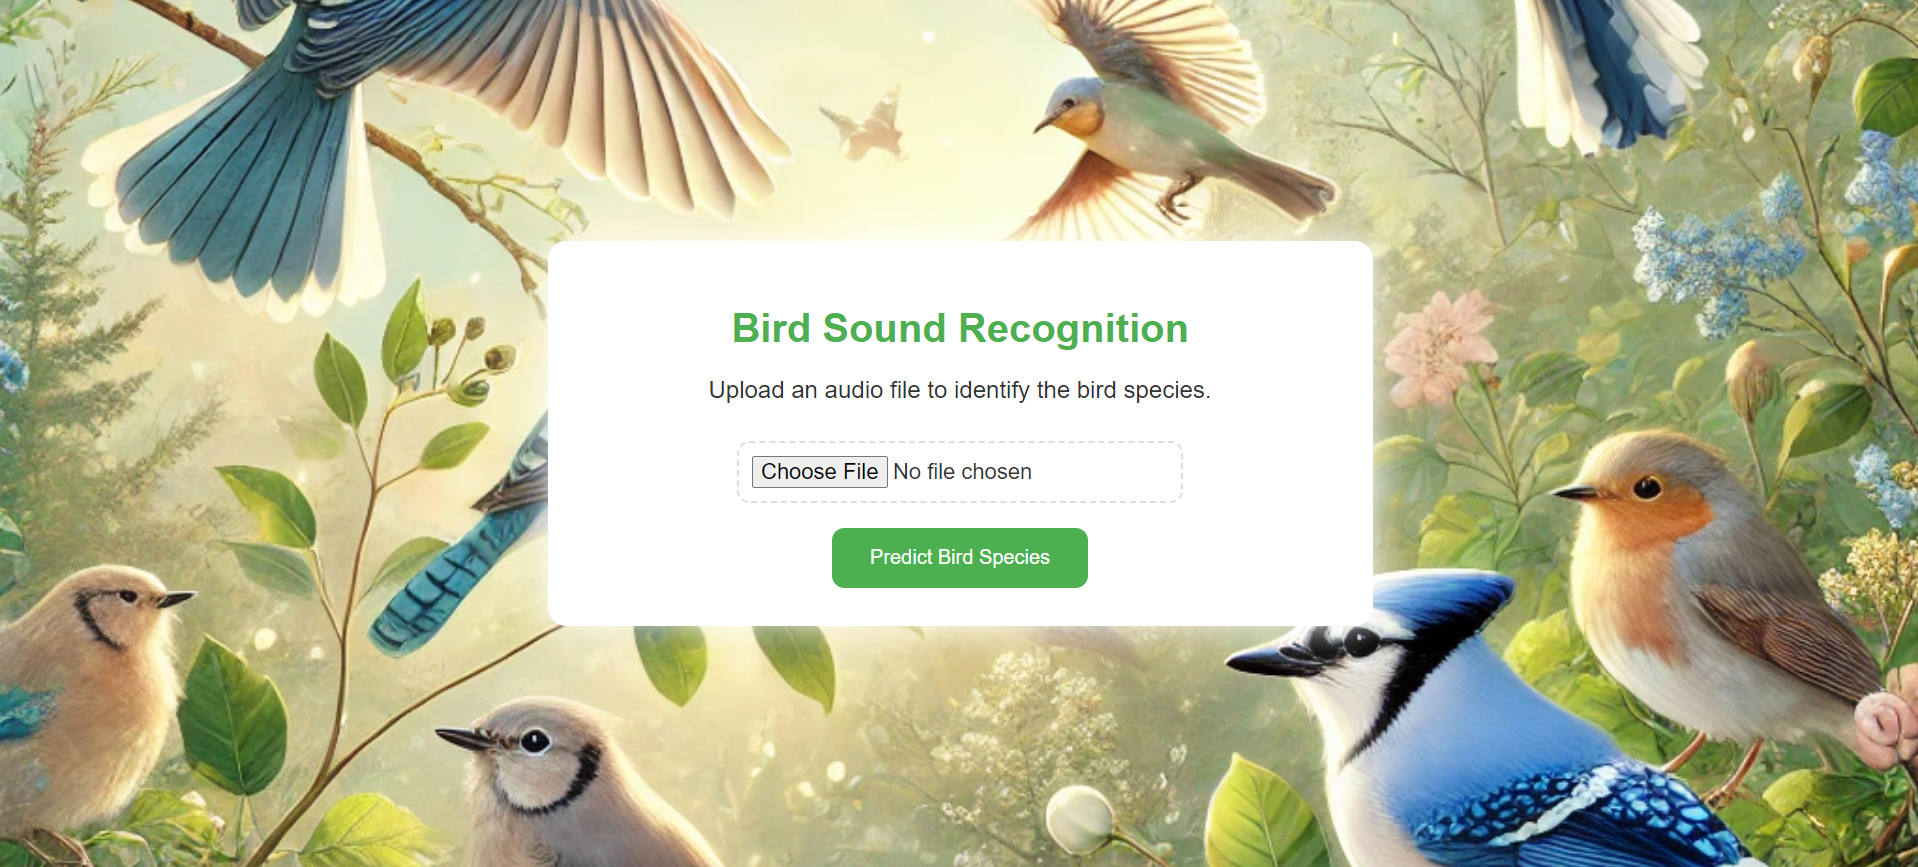 Bird Sound Recognition
Upload an audio file to identify the bird species.
Choose File No file chosen
Predict Bird Species